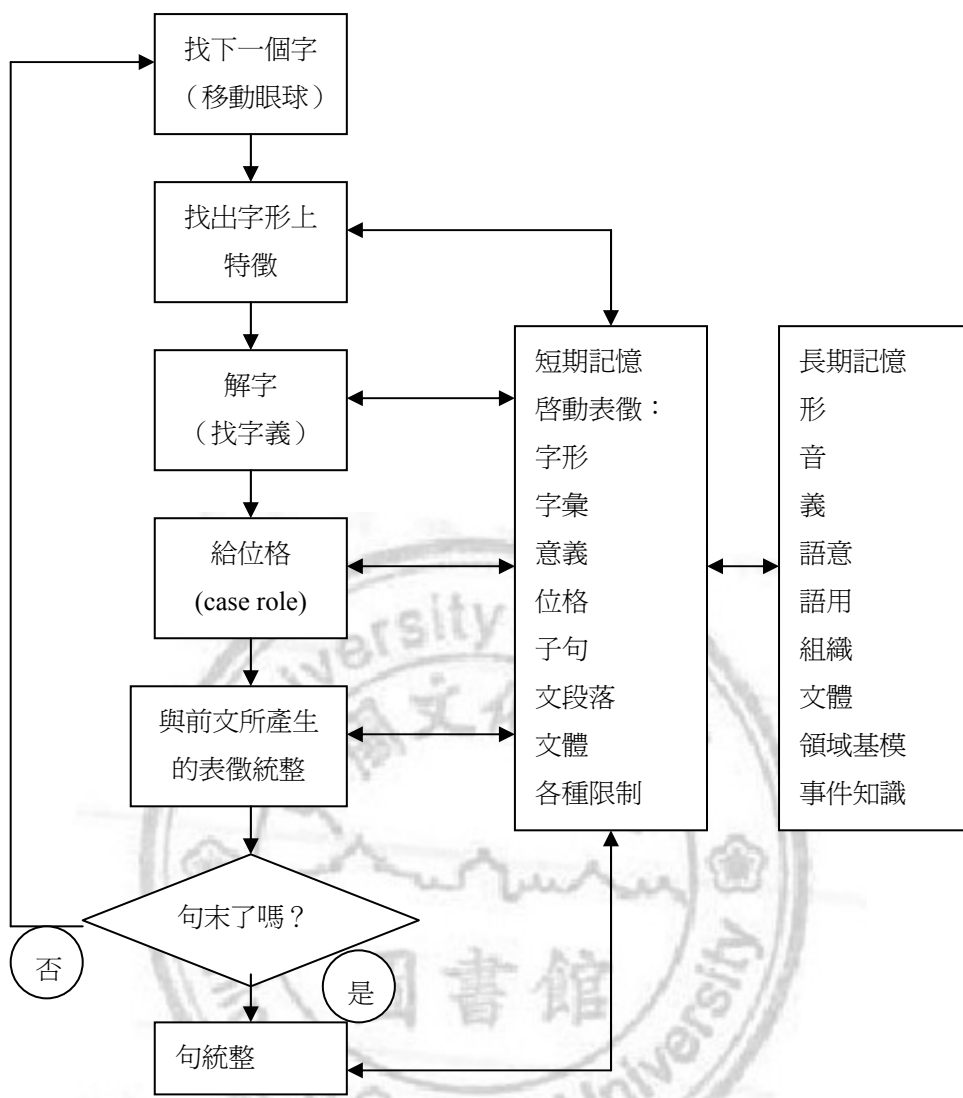 找下一個字
（移動眼球）
找出字形上
特徵
解字
（找字義）
給位格
(case role)
與前文所產生
的表徵統整
句末了嗎？
否
是
句統整
短期記憶
啓動表徵：
字形
字彙
意義
位格
子句
文段落
文體
各種限制
長期記憶
形
音
義
語意
語用
組織
文體
領域基模
事件知識
圖書館